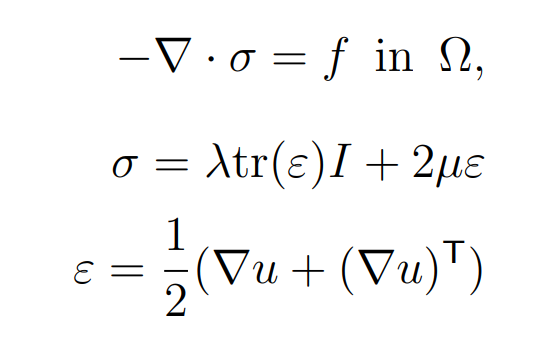 −∇ · σ = f in Ω,
σ = λtr(ε)I + 2με
ε = 1/2(∇u + (∇u)ᵀ)